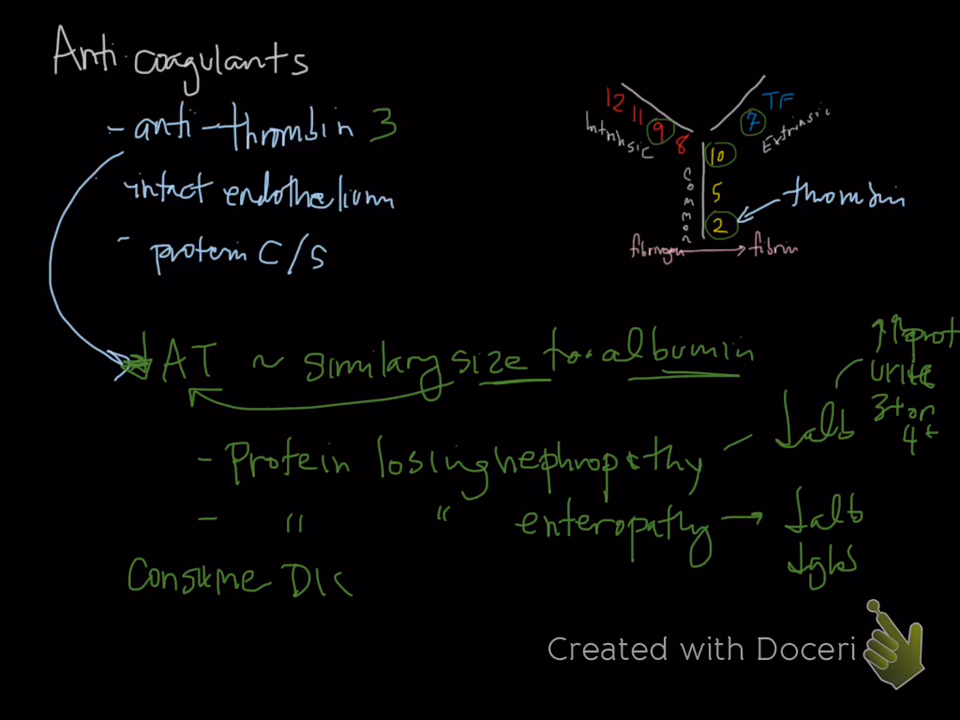 Anti coagulants
- anti-thrombin 3
- intact endothelium
- protein C/S
12 11 9 8
Intrinsic
TF
7
Extrinsic
10
5
2
Common
thrombin
fibrinogen → fibrin
↓ AT ~ similary size to albumin
- Protein losing nephropathy - ↓alb
↑↑ prot
urine
3+ or
4+
- " " enteropathy → ↓alb
↓glob
Consume DIC
Created with Doceri